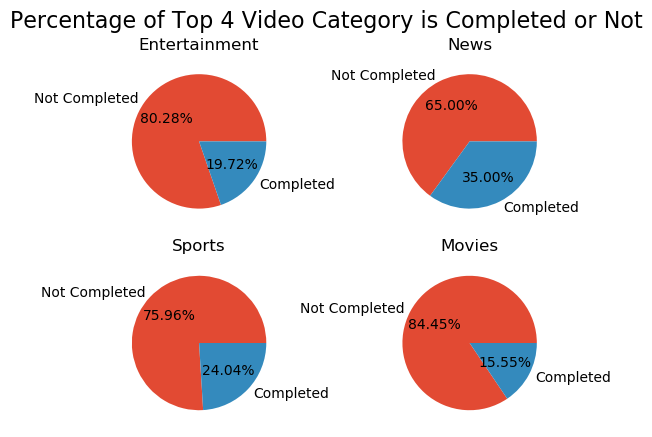 Percentage of Top 4 Video Category is Completed or Not
Entertainment
Not Completed
80.28%
19.72%
Completed
News
Not Completed
65.00%
35.00%
Completed
Sports
Not Completed
75.96%
24.04%
Completed
Movies
Not Completed
84.45%
15.55%
Completed